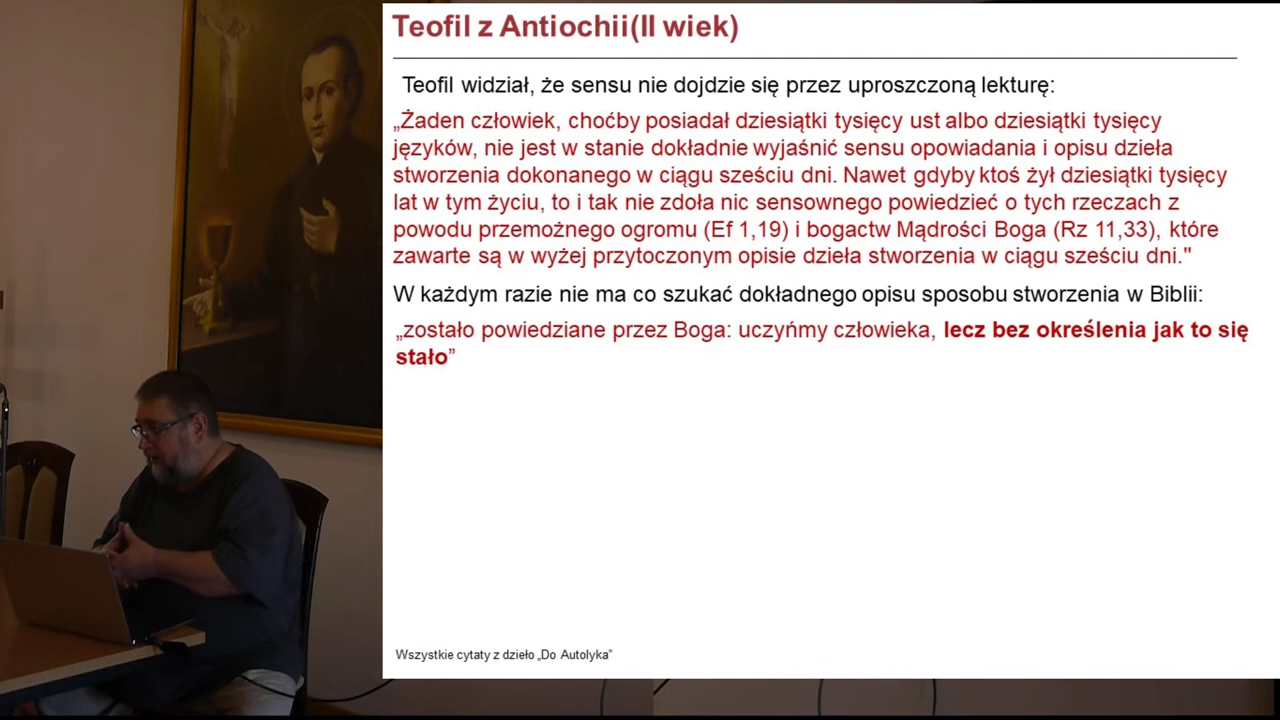 Teofil z Antiochii(II wiek)
Teofil widział, że sensu nie dojdzie się przez uproszczoną lekturę:
„Żaden człowiek, choćby posiadał dziesiątki tysięcy ust albo dziesiątki tysięcy
języków, nie jest w stanie dokładnie wyjaśnić sensu opowiadania i opisu dzieła
stworzenia dokonanego w ciągu sześciu dni. Nawet gdyby ktoś żył dziesiątki tysięcy
lat w tym życiu, to i tak nie zdoła nic sensownego powiedzieć o tych rzeczach z
powodu przemożnego ogromu (Ef 1,19) i bogactw Mądrości Boga (Rz 11,33), które
zawarte są w wyżej przytoczonym opisie dzieła stworzenia w ciągu sześciu dni."
W każdym razie nie ma co szukać dokładnego opisu sposobu stworzenia w Biblii:
„zostało powiedziane przez Boga: uczyńmy człowieka, lecz bez określenia jak to się
stało”
Wszystkie cytaty z dzieło „Do Autolyka”